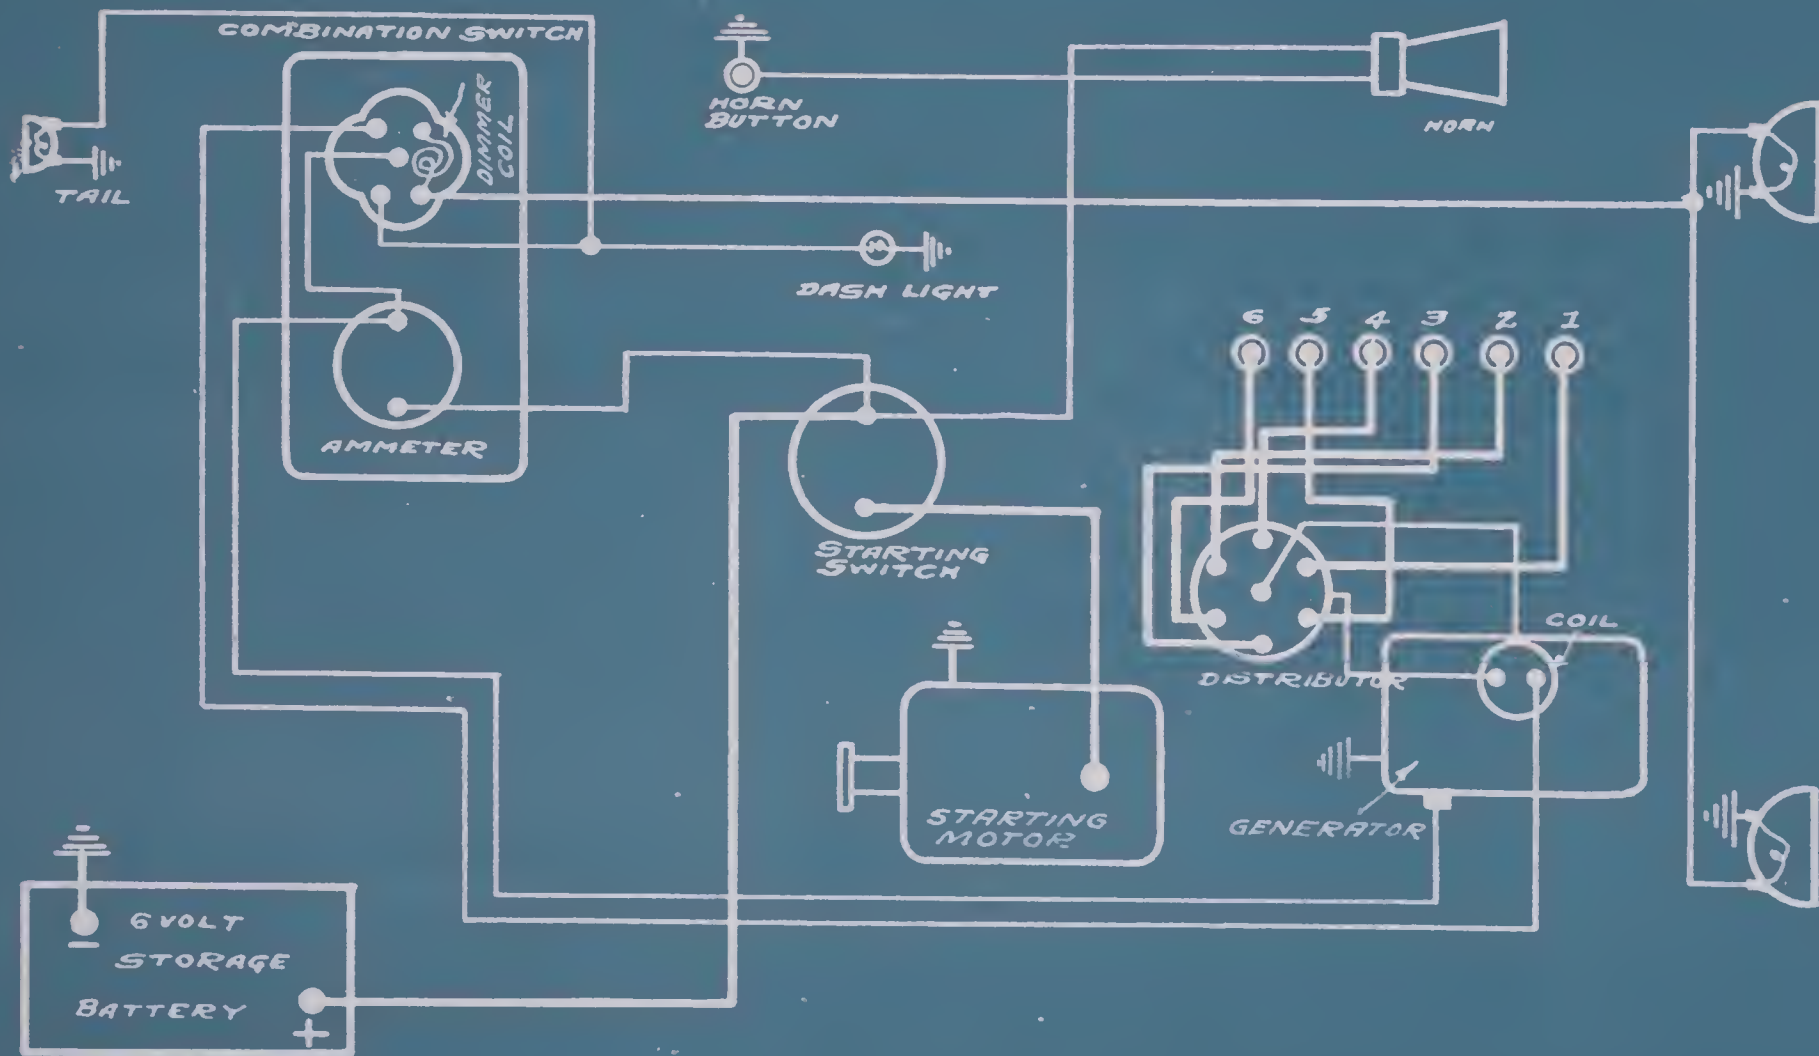 COMBINATION SWITCH
DIMMER
COIL
HORN
BUTTON
HORN
TAIL
DASH LIGHT
6 5 4 3 2 1
AMMETER
STARTING
SWITCH
COIL
DISTRIBUTOR
STARTING
MOTOR
GENERATOR
6 VOLT
STORAGE
BATTERY